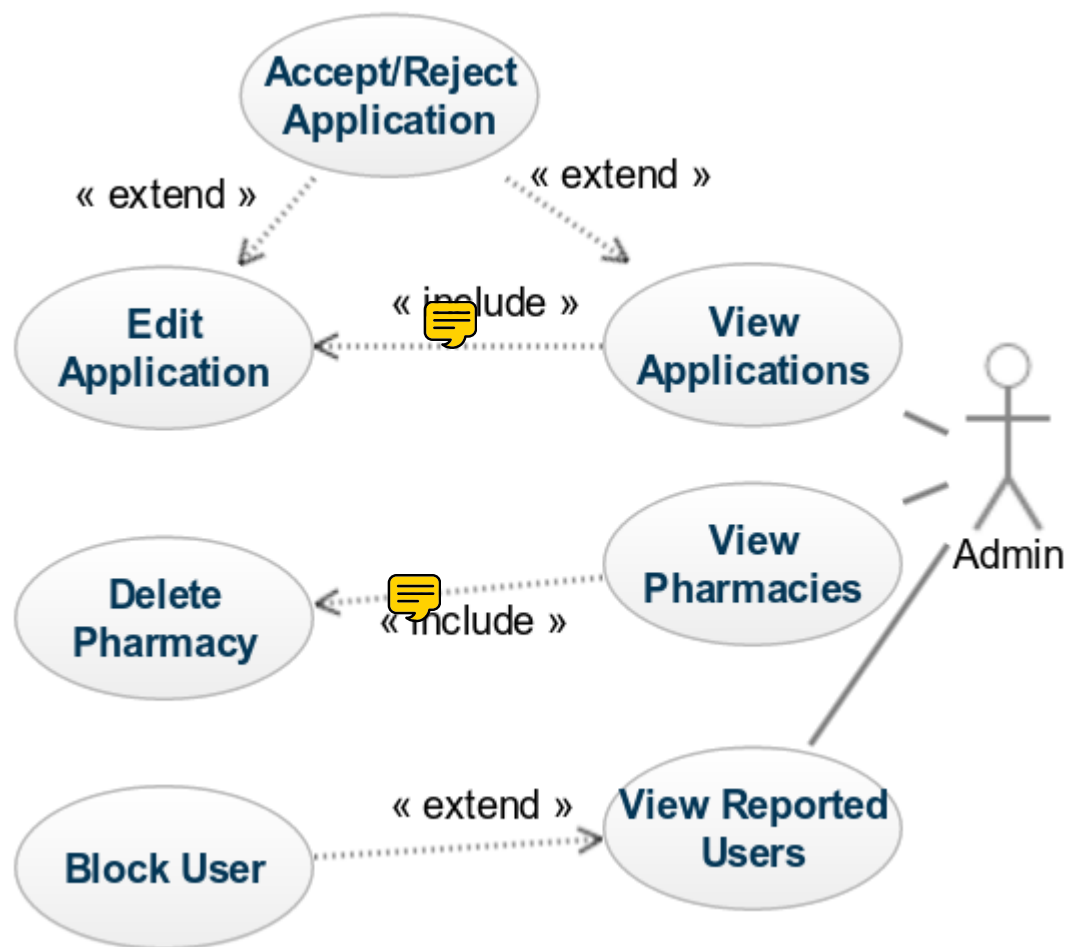 Accept/Reject
Application
« extend »
« extend »
Edit
Application
« include »
View
Applications
Admin
View
Pharmacies
Delete
Pharmacy
« include »
« extend »
View Reported
Users
Block User